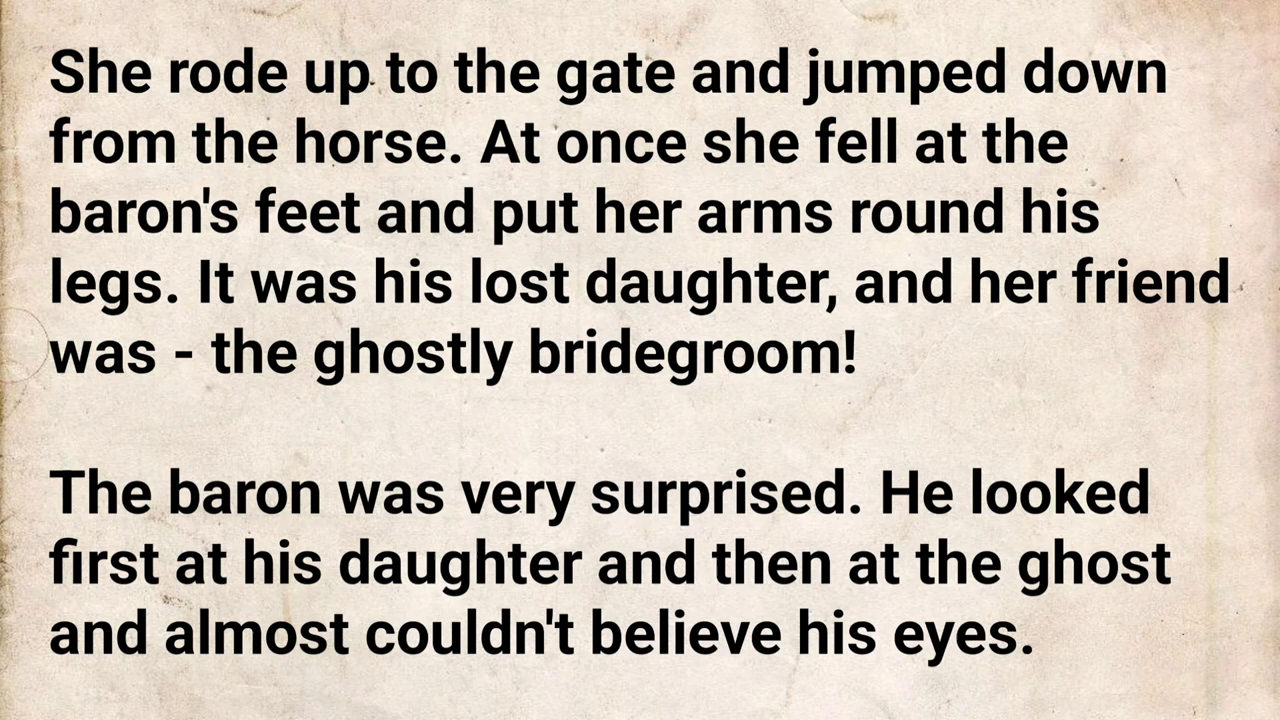 She rode up to the gate and jumped down
from the horse. At once she fell at the
baron's feet and put her arms round his
legs. It was his lost daughter, and her friend
was - the ghostly bridegroom!
The baron was very surprised. He looked
first at his daughter and then at the ghost
and almost couldn't believe his eyes.